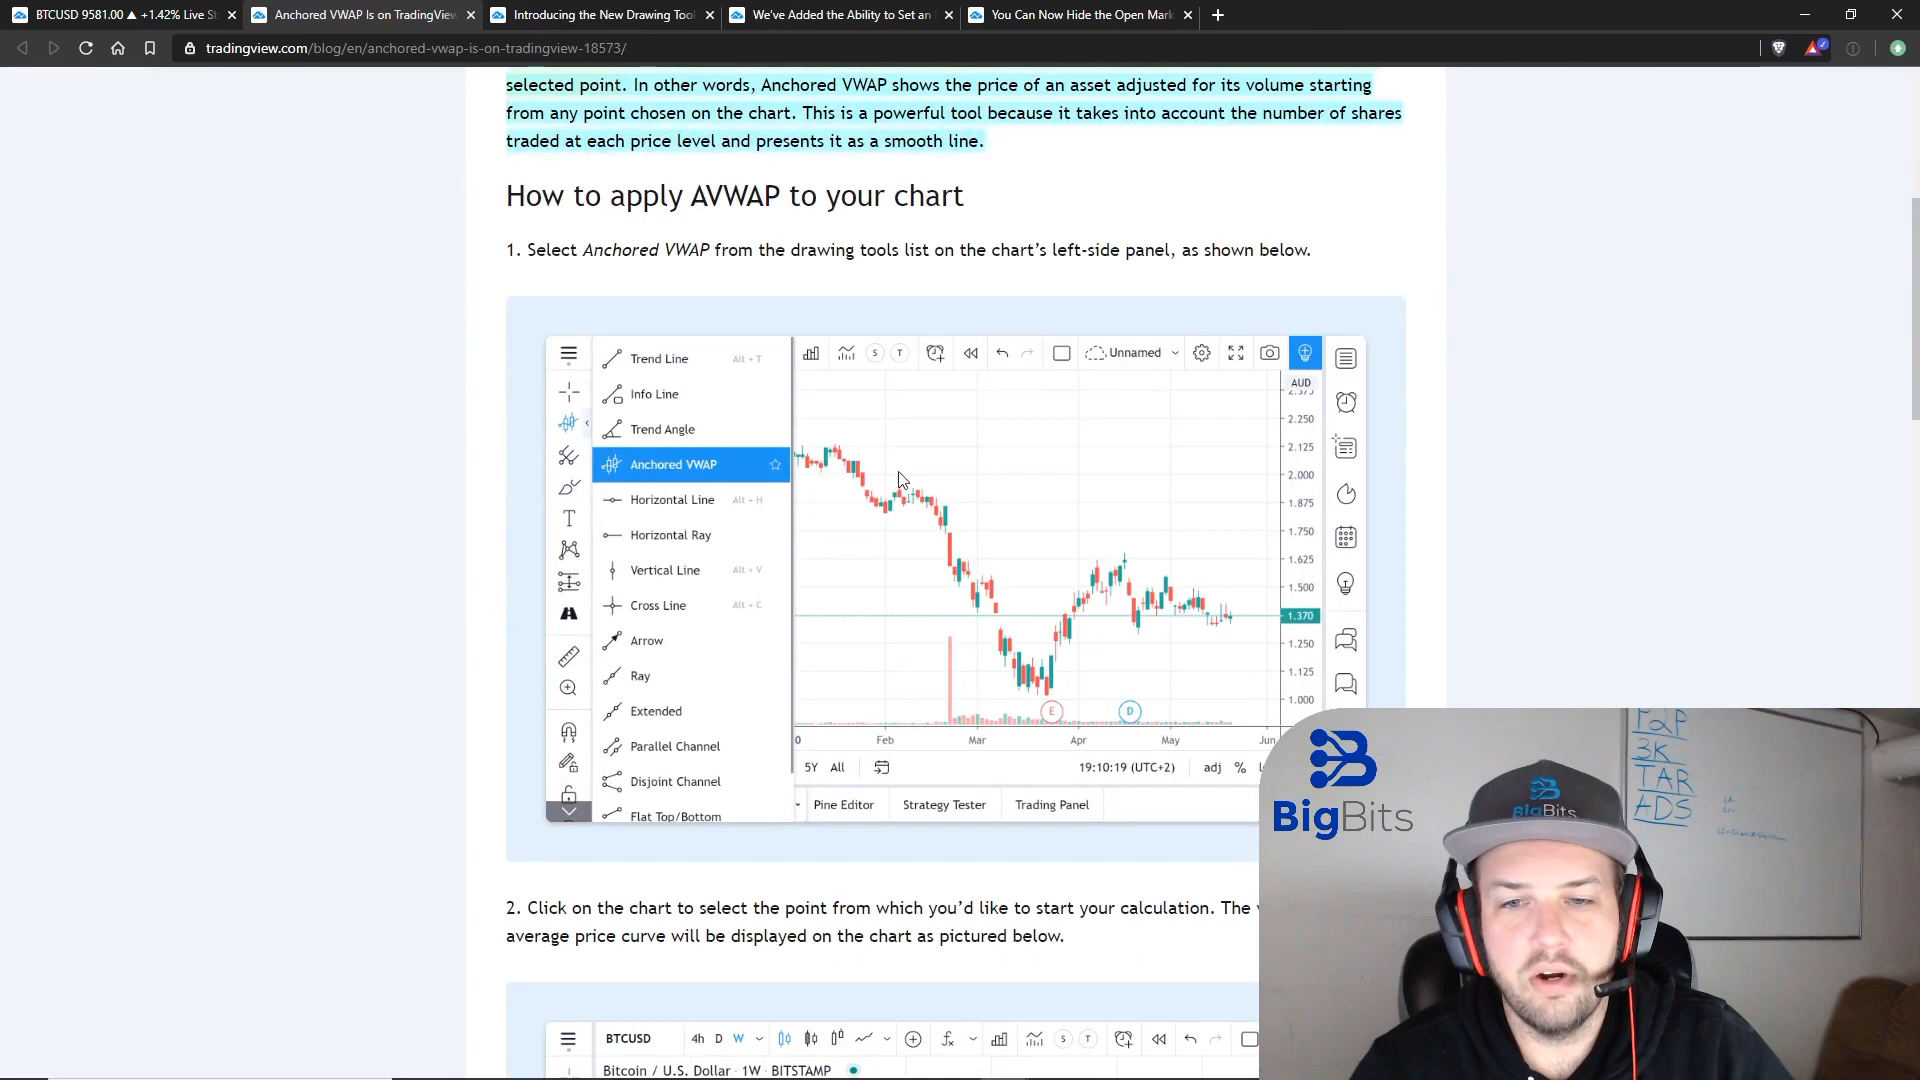 BTCUSD 9581.00 ▲ +1.42% Live St
Anchored VWAP Is on TradingView
Introducing the New Drawing Tool
We've Added the Ability to Set an
You Can Now Hide the Open Mark
tradingview.com/blog/en/anchored-vwap-is-on-tradingview-18573/
selected point. In other words, Anchored VWAP shows the price of an asset adjusted for its volume starting
from any point chosen on the chart. This is a powerful tool because it takes into account the number of shares
traded at each price level and presents it as a smooth line.
How to apply AVWAP to your chart
1. Select Anchored VWAP from the drawing tools list on the chart's left-side panel, as shown below.
Trend Line Alt + T
Info Line
Trend Angle
Anchored VWAP
Horizontal Line Alt + H
Horizontal Ray
Vertical Line Alt + V
Cross Line Alt + C
Arrow
Ray
Extended
Parallel Channel
Disjoint Channel
Flat Top/Bottom
S T Unnamed
AUD
2.375
2.250
2.125
2.000
1.875
1.750
1.625
1.500
1.370
1.250
1.125
1.000
E D
0 Feb Mar Apr May Jun
5Y All 19:10:19 (UTC+2) adj %
Pine Editor Strategy Tester Trading Panel
2. Click on the chart to select the point from which you'd like to start your calculation. The
average price curve will be displayed on the chart as pictured below.
BTCUSD 4h D W S T
Bitcoin / U.S. Dollar · 1W · BITSTAMP
BigBits
BigBits
3K
TAR
ADS